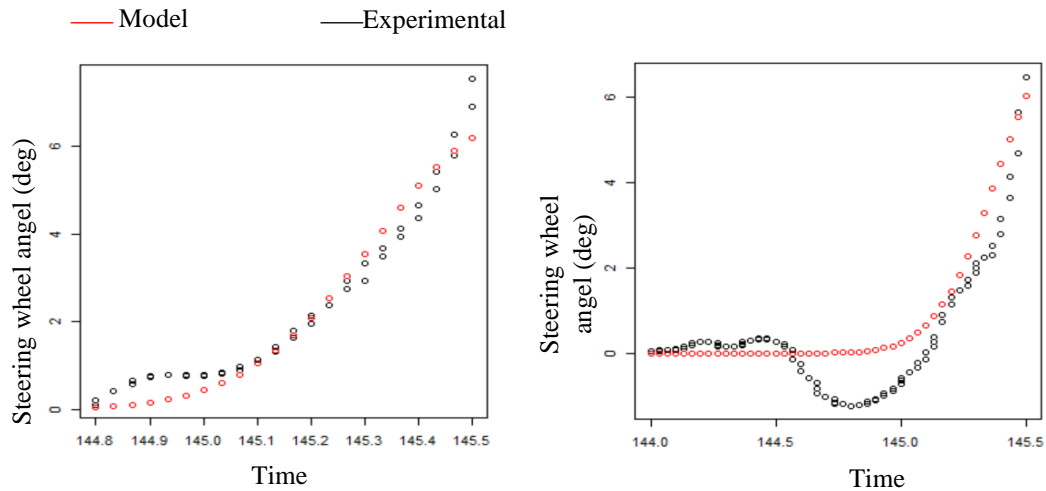 Model Experimental
Steering wheel angel (deg)
0 2 4 6
144.8 144.9 145.0 145.1 145.2 145.3 145.4 145.5
Time
Steering wheel
angel (deg)
0 2 4 6
144.0 144.5 145.0 145.5
Time